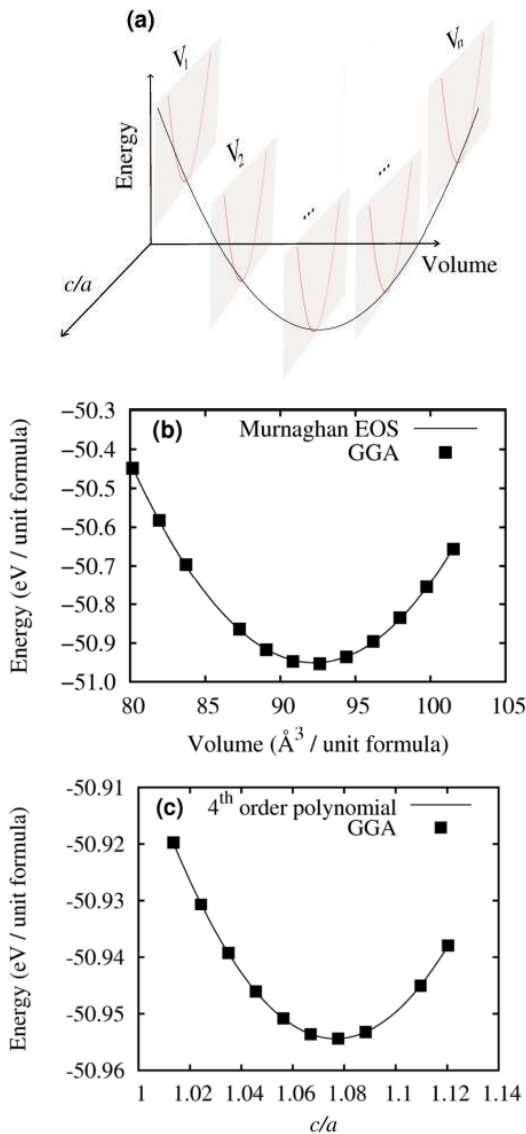 (a)
V1
V2
...
...
Vn
Energy
Volume
c/a
(b)
Murnaghan EOS
GGA
Energy (eV / unit formula)
−50.3
−50.4
−50.5
−50.6
−50.7
−50.8
−50.9
−51.0
80 85 90 95 100 105
Volume (Å³ / unit formula)
(c)
4th order polynomial
GGA
Energy (eV / unit formula)
-50.91
-50.92
-50.93
-50.94
-50.95
-50.96
1 1.02 1.04 1.06 1.08 1.1 1.12 1.14
c/a